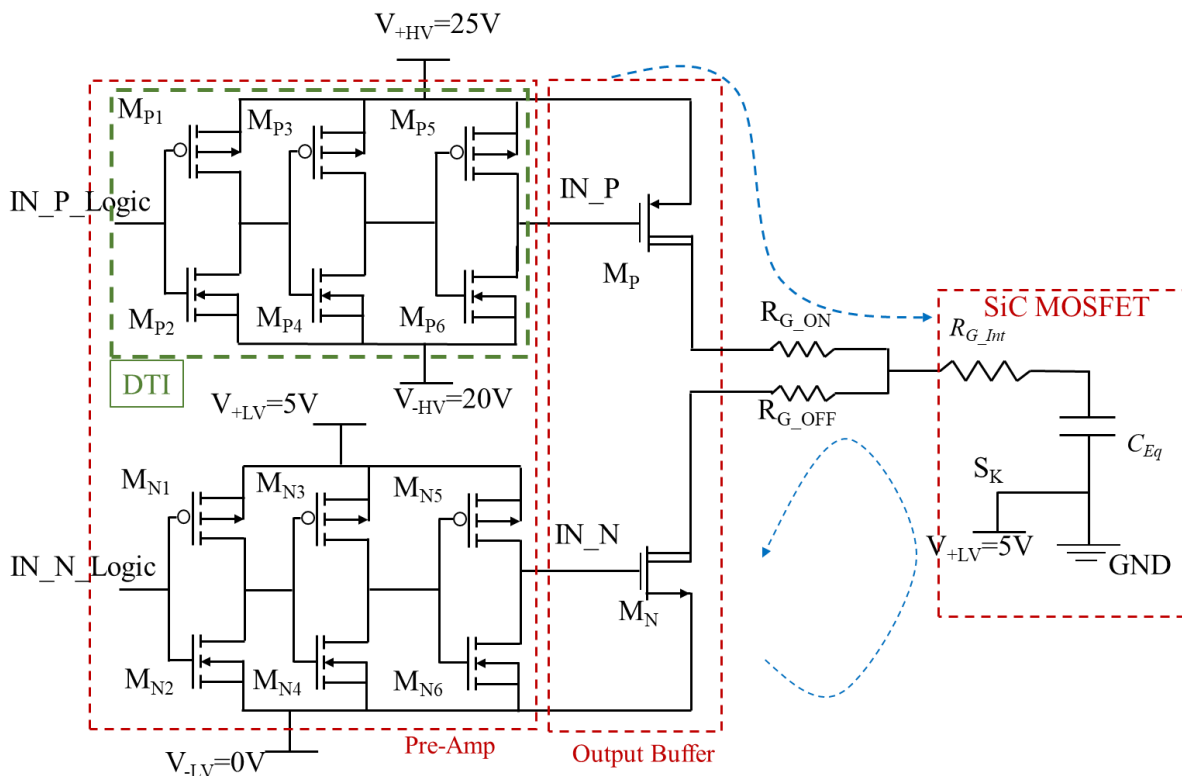 V+HV=25V
MP1
MP3
MP5
IN_P_Logic
IN_P
MP
MP2
MP4
MP6
DTI
V-HV=20V
V+LV=5V
RG_ON
RG_OFF
SiC MOSFET
RG_Int
CEq
SK
V+LV=5V
GND
MN1
MN3
MN5
IN_N_Logic
IN_N
MN
MN2
MN4
MN6
Pre-Amp
Output Buffer
V-LV=0V